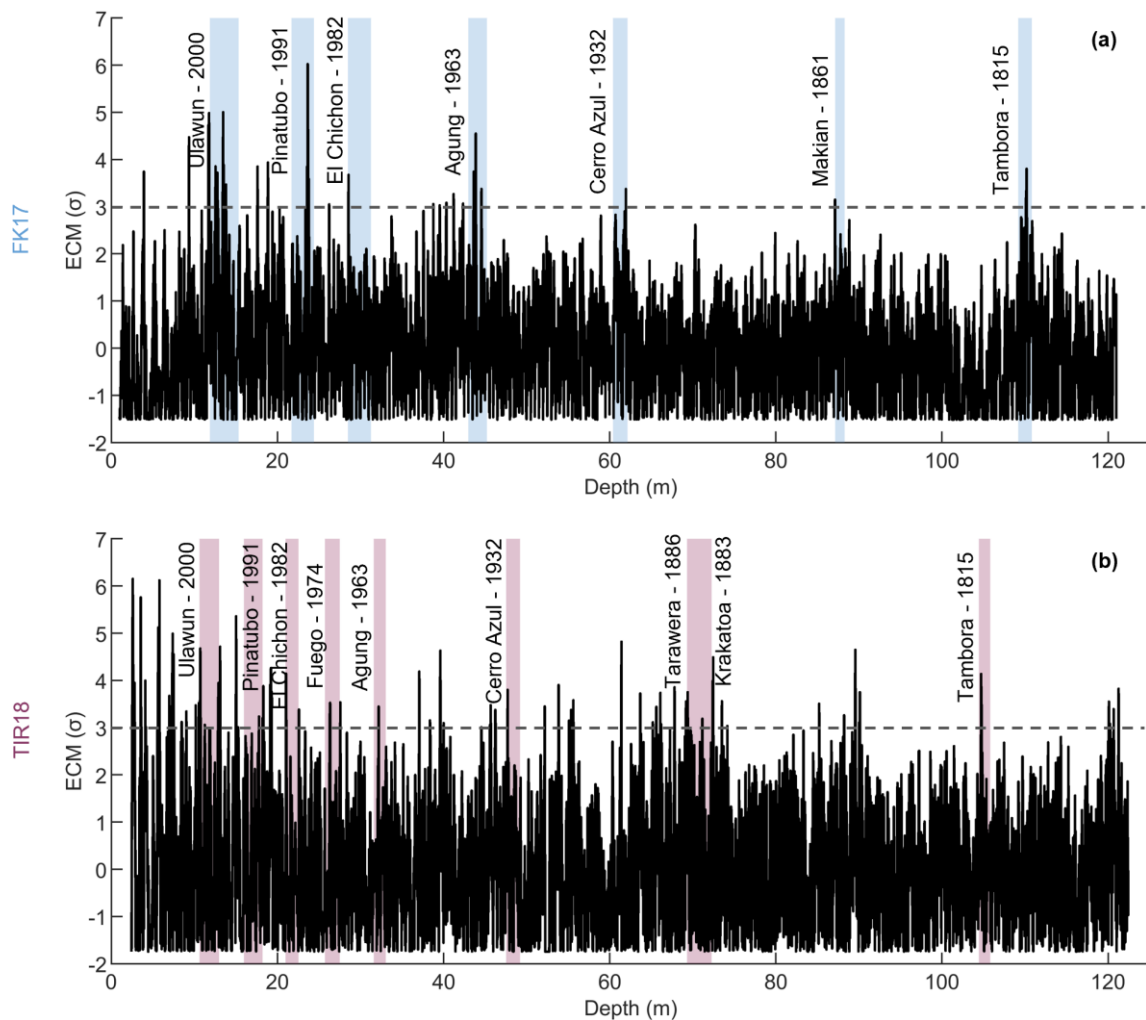 (a)
FK17
ECM (σ)
7
6
5
4
3
2
1
0
-1
-2
Ulawun - 2000
Pinatubo - 1991
El Chichon - 1982
Agung - 1963
Cerro Azul - 1932
Makian - 1861
Tambora - 1815
0 20 40 60 80 100 120
Depth (m)
(b)
TIR18
ECM (σ)
7
6
5
4
3
2
1
0
-1
-2
Ulawun - 2000
Pinatubo - 1991
El Chichon - 1982
Fuego - 1974
Agung - 1963
Cerro Azul - 1932
Tarawera - 1886
Krakatoa - 1883
Tambora - 1815
0 20 40 60 80 100 120
Depth (m)